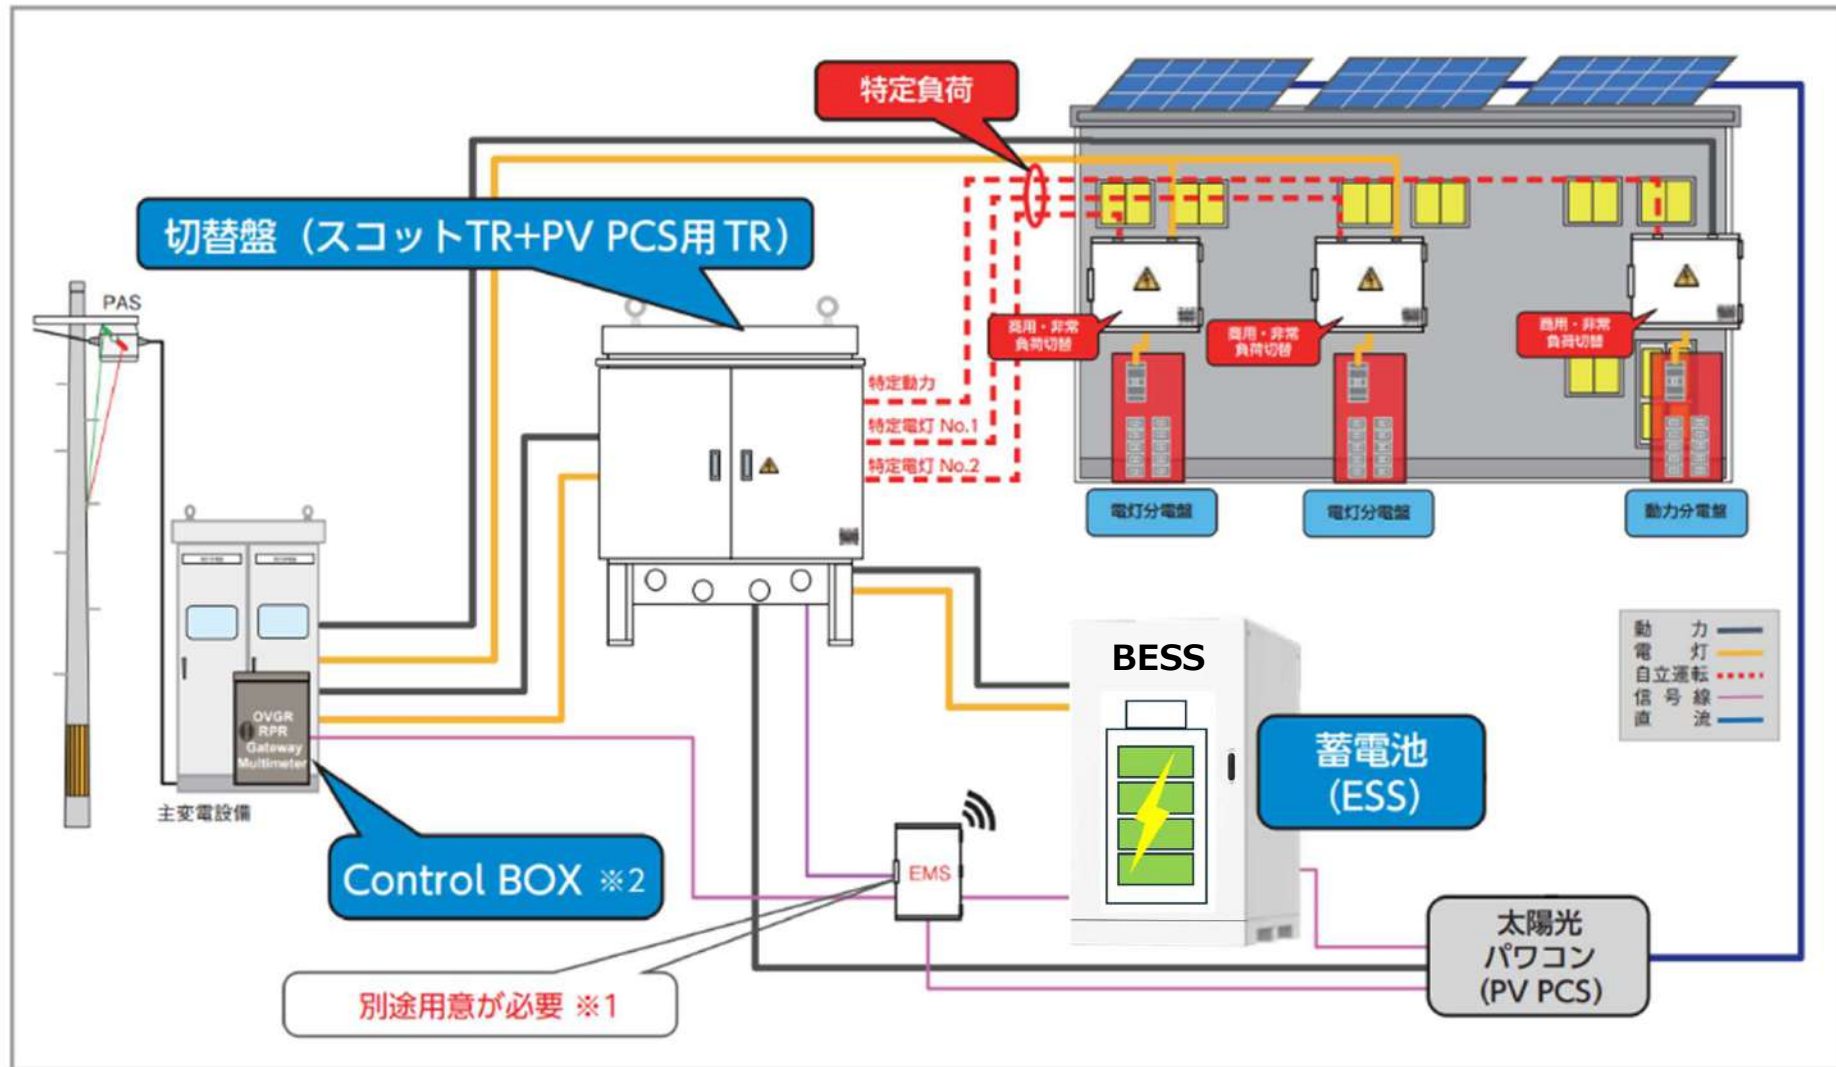 特定負荷
切替盤（スコットTR+PV PCS用 TR）
PAS
商用・非常
負荷切替
商用・非常
負荷切替
商用・非常
負荷切替
特定動力
特定電灯 No.1
特定電灯 No.2
電灯分電盤
電灯分電盤
動力分電盤
動　力
電　灯
自立運転
信 号 線
直　流
BESS
蓄電池
(ESS)
OVGR
RPR
Gateway
Multimeter
主変電設備
Control BOX ※2
EMS
太陽光
パワコン
(PV PCS)
別途用意が必要 ※1